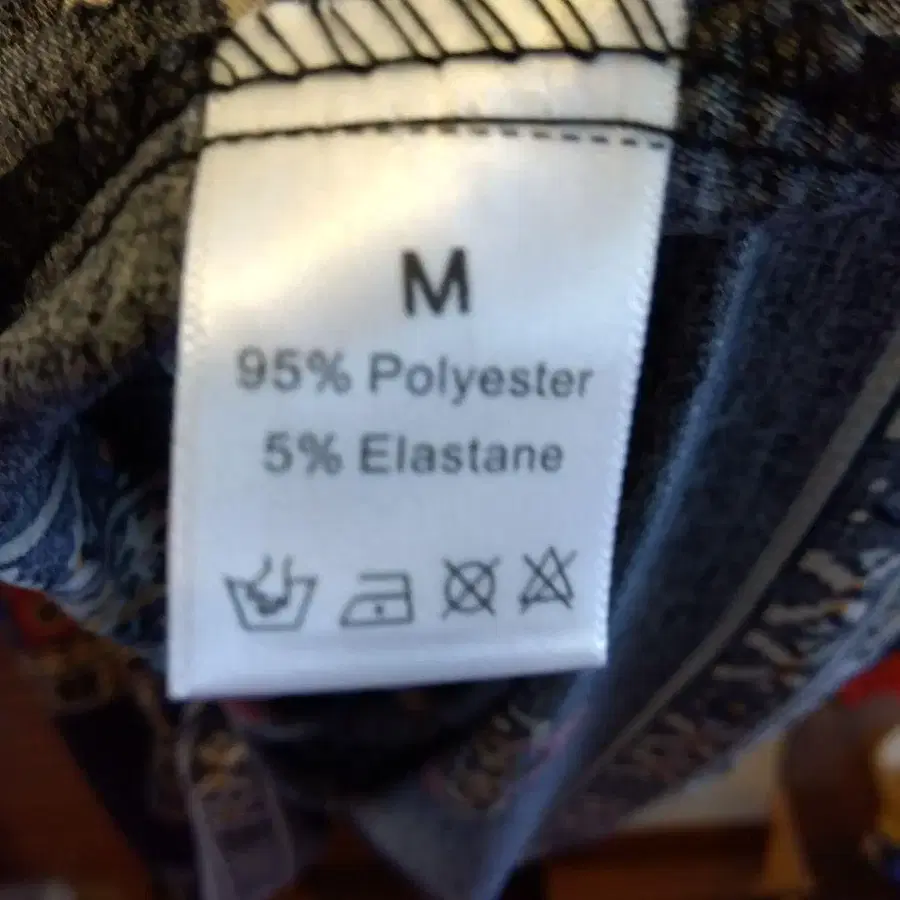 M
95% Polyester
5% Elastane